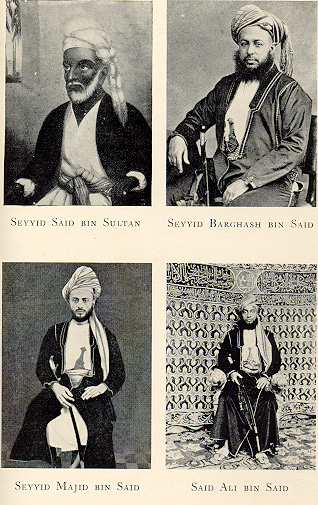 Seyyid Said bin Sultan
Seyyid Barghash bin Said
Seyyid Majid bin Said
Said Ali bin Said